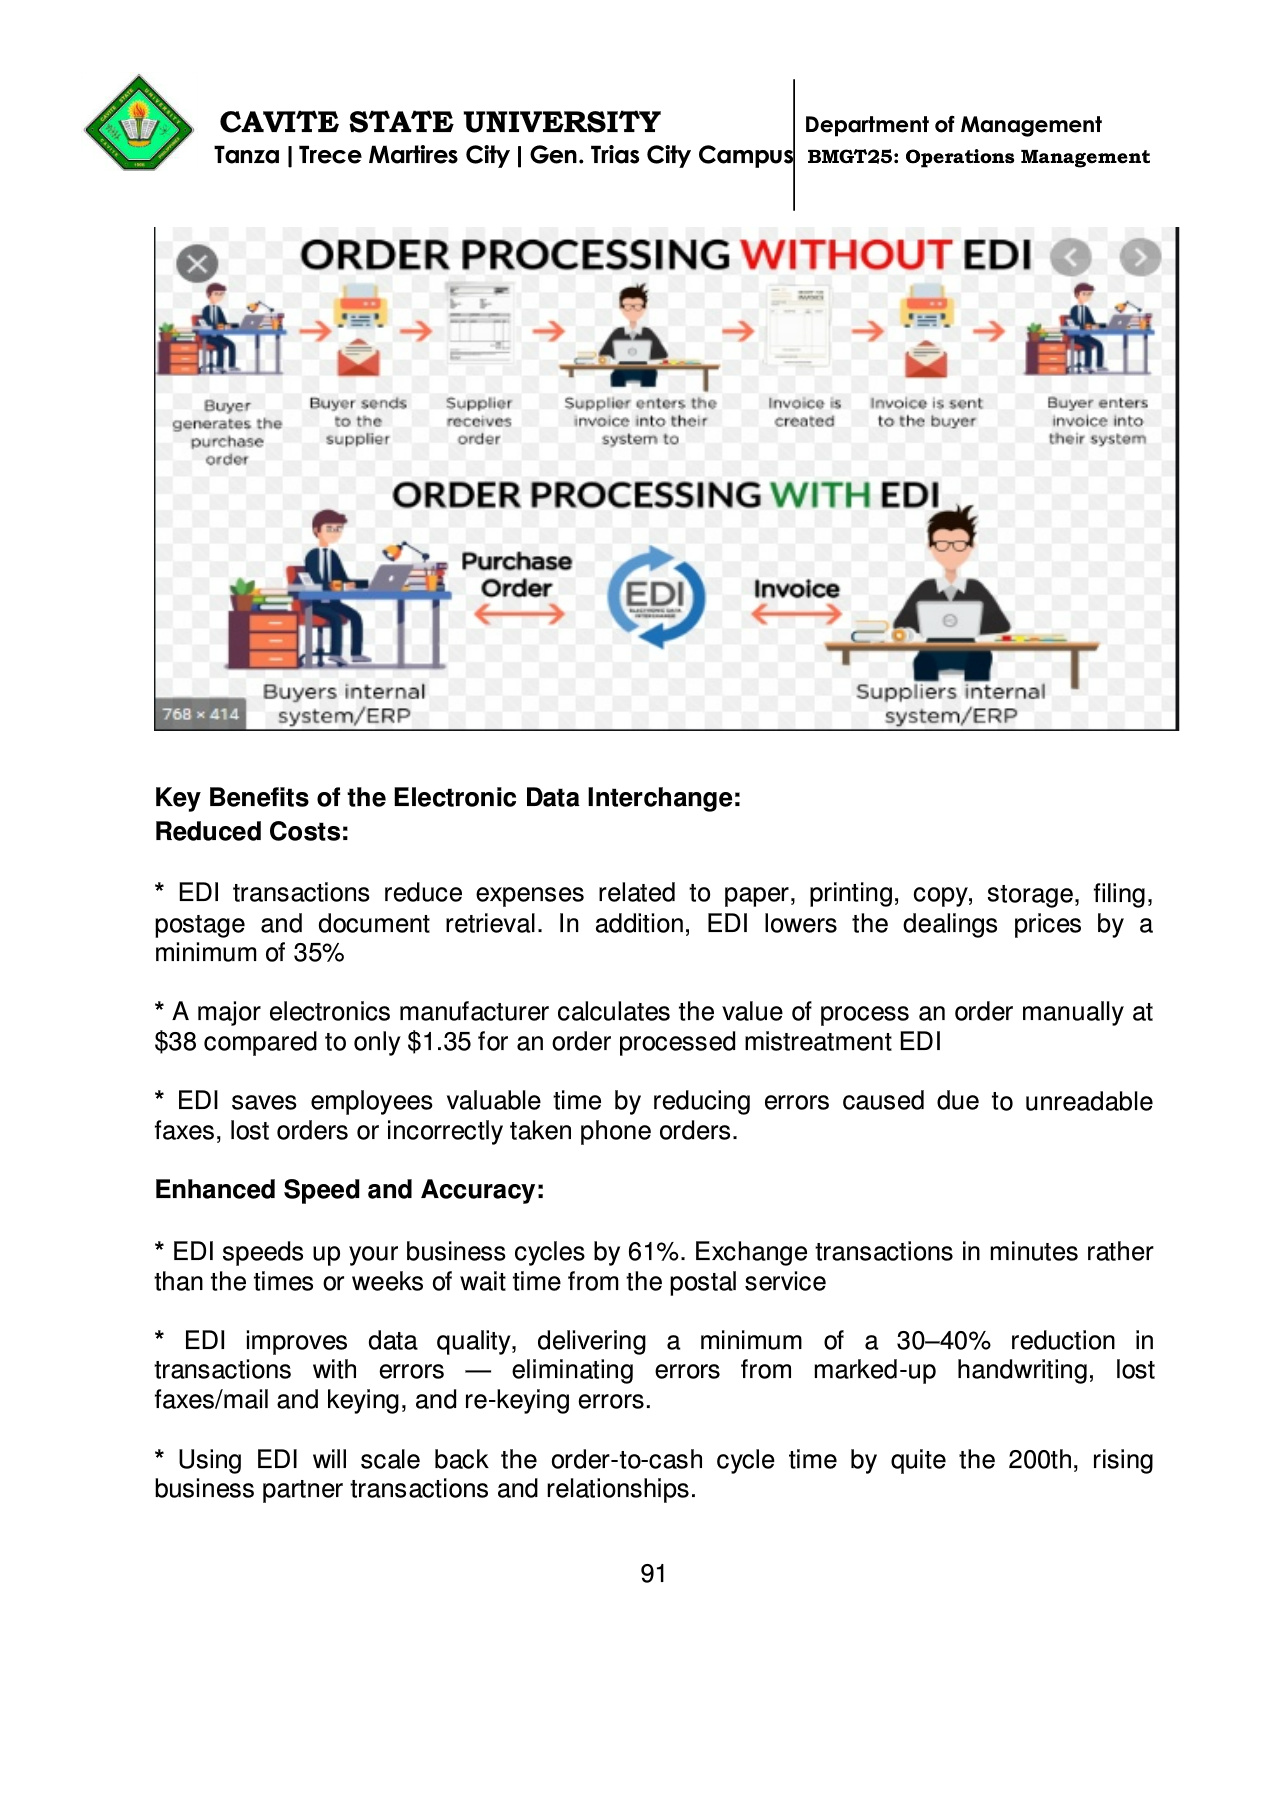 CAVITE STATE UNIVERSITY
Tanza | Trece Martires City | Gen. Trias City Campus
Department of Management
BMGT25: Operations Management
ORDER PROCESSING WITHOUT EDI
Buyer
generates the
purchase
order
Buyer sends
to the
supplier
Supplier
receives
order
Supplier enters the
invoice into their
system to
Invoice is
created
Invoice is sent
to the buyer
Buyer enters
invoice into
their system
ORDER PROCESSING WITH EDI
Purchase
Order
EDI
ELECTRONIC DATA
INTERCHANGE
Invoice
Buyers internal
system/ERP
Suppliers internal
system/ERP
768 × 414
Key Benefits of the Electronic Data Interchange:
Reduced Costs:
* EDI transactions reduce expenses related to paper, printing, copy, storage, filing,
postage and document retrieval. In addition, EDI lowers the dealings prices by a
minimum of 35%
* A major electronics manufacturer calculates the value of process an order manually at
$38 compared to only $1.35 for an order processed mistreatment EDI
* EDI saves employees valuable time by reducing errors caused due to unreadable
faxes, lost orders or incorrectly taken phone orders.
Enhanced Speed and Accuracy:
* EDI speeds up your business cycles by 61%. Exchange transactions in minutes rather
than the times or weeks of wait time from the postal service
* EDI improves data quality, delivering a minimum of a 30–40% reduction in
transactions with errors — eliminating errors from marked-up handwriting, lost
faxes/mail and keying, and re-keying errors.
* Using EDI will scale back the order-to-cash cycle time by quite the 200th, rising
business partner transactions and relationships.
91